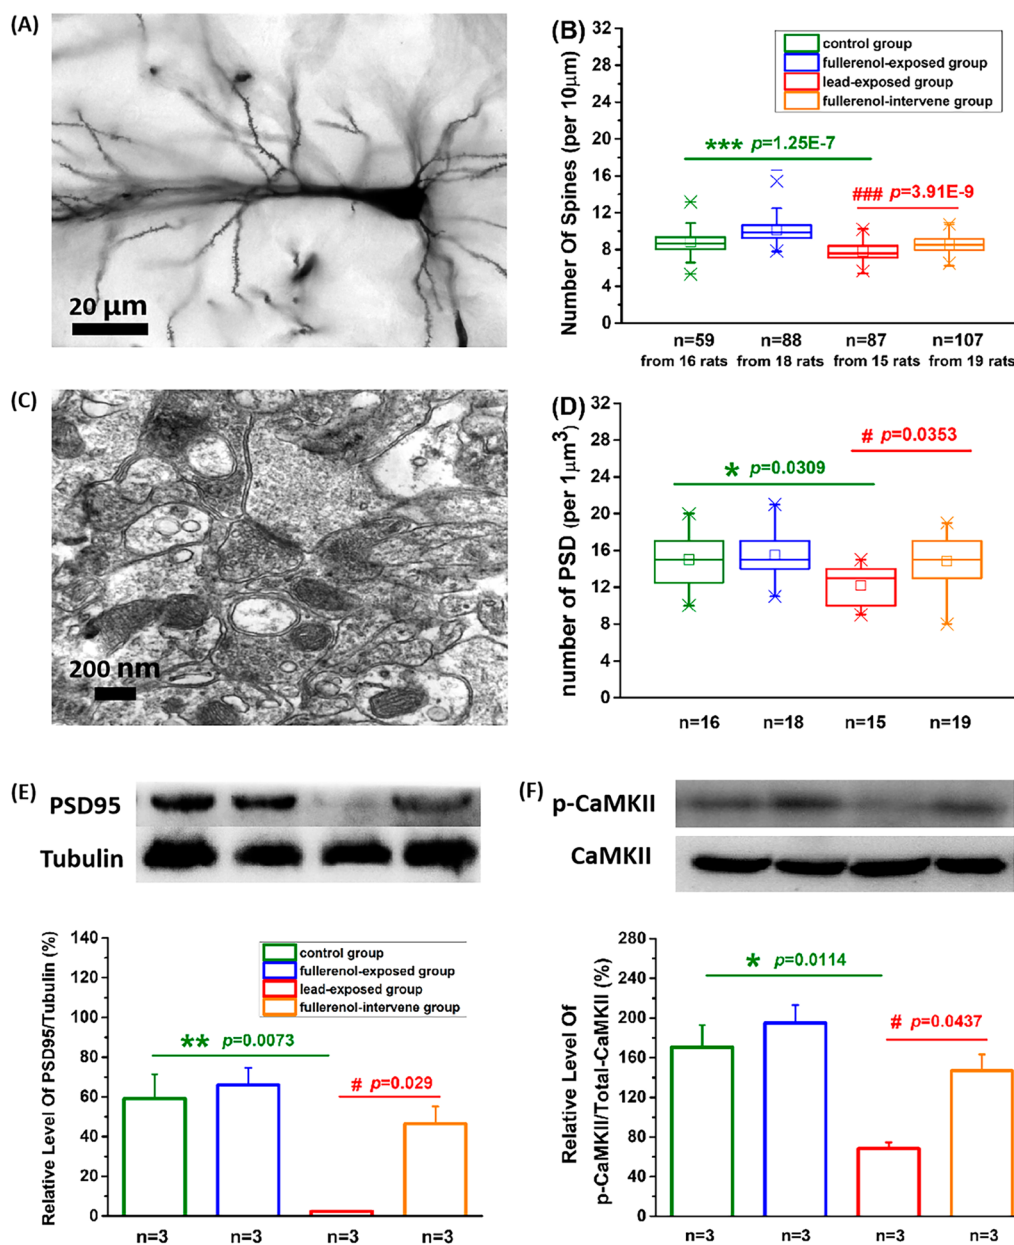 (A)
20 µm
(B)
Number Of Spines (per 10µm)
32
28
24
20
16
12
8
4
0
control group
fullerenol-exposed group
lead-exposed group
fullerenol-intervene group
*** p=1.25E-7
### p=3.91E-9
n=59 n=88 n=87 n=107
from 16 rats from 18 rats from 15 rats from 19 rats
(C)
200 nm
(D)
number of PSD (per 1µm³)
32
28
24
20
16
12
8
4
0
# p=0.0353
* p=0.0309
n=16 n=18 n=15 n=19
(E)
PSD95
Tubulin
Relative Level Of PSD95/Tubulin (%)
140
120
100
80
60
40
20
0
control group
fullerenol-exposed group
lead-exposed group
fullerenol-intervene group
** p=0.0073
# p=0.029
n=3 n=3 n=3 n=3
(F)
p-CaMKII
CaMKII
Relative Level Of
p-CaMKII/Total-CaMKII (%)
280
240
200
160
120
80
40
0
* p=0.0114
# p=0.0437
n=3 n=3 n=3 n=3